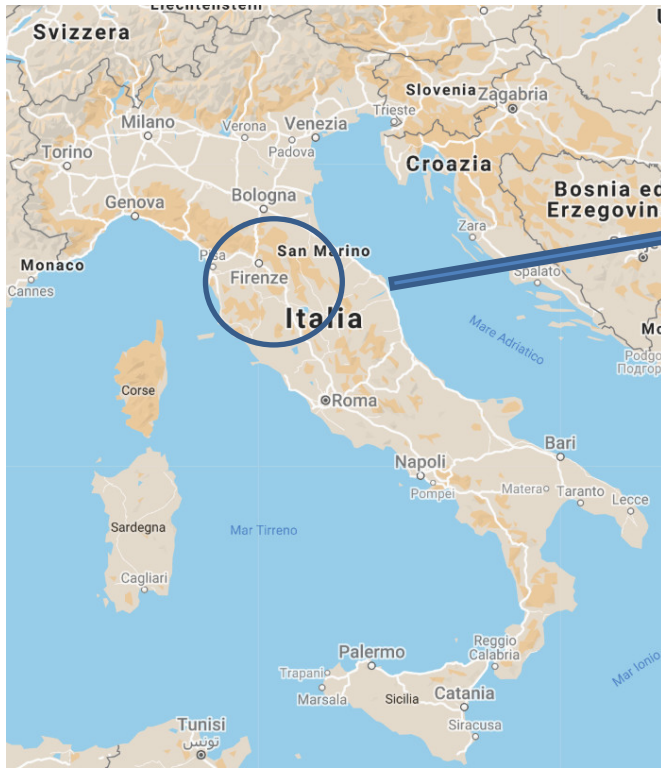 Liechtenstein
Svizzera
Slovenia
Zagabria
Trieste
Milano
Verona
Venezia
Padova
Torino
Croazia
Bologna
Genova
Bosnia ed
Erzegovin
Zara
San Marino
Pisa
Firenze
Monaco
Cannes
Spalato
Italia
Mare Adriatico
Mo
Podgo
Подгор
Corse
Roma
Bari
Napoli
Pompei
Matera
Taranto
Lecce
Sardegna
Mar Tirreno
Cagliari
Reggio
Calabria
Palermo
Mar Ionio
Trapani
Marsala
Sicilia
Catania
Siracusa
Tunisi
تونس